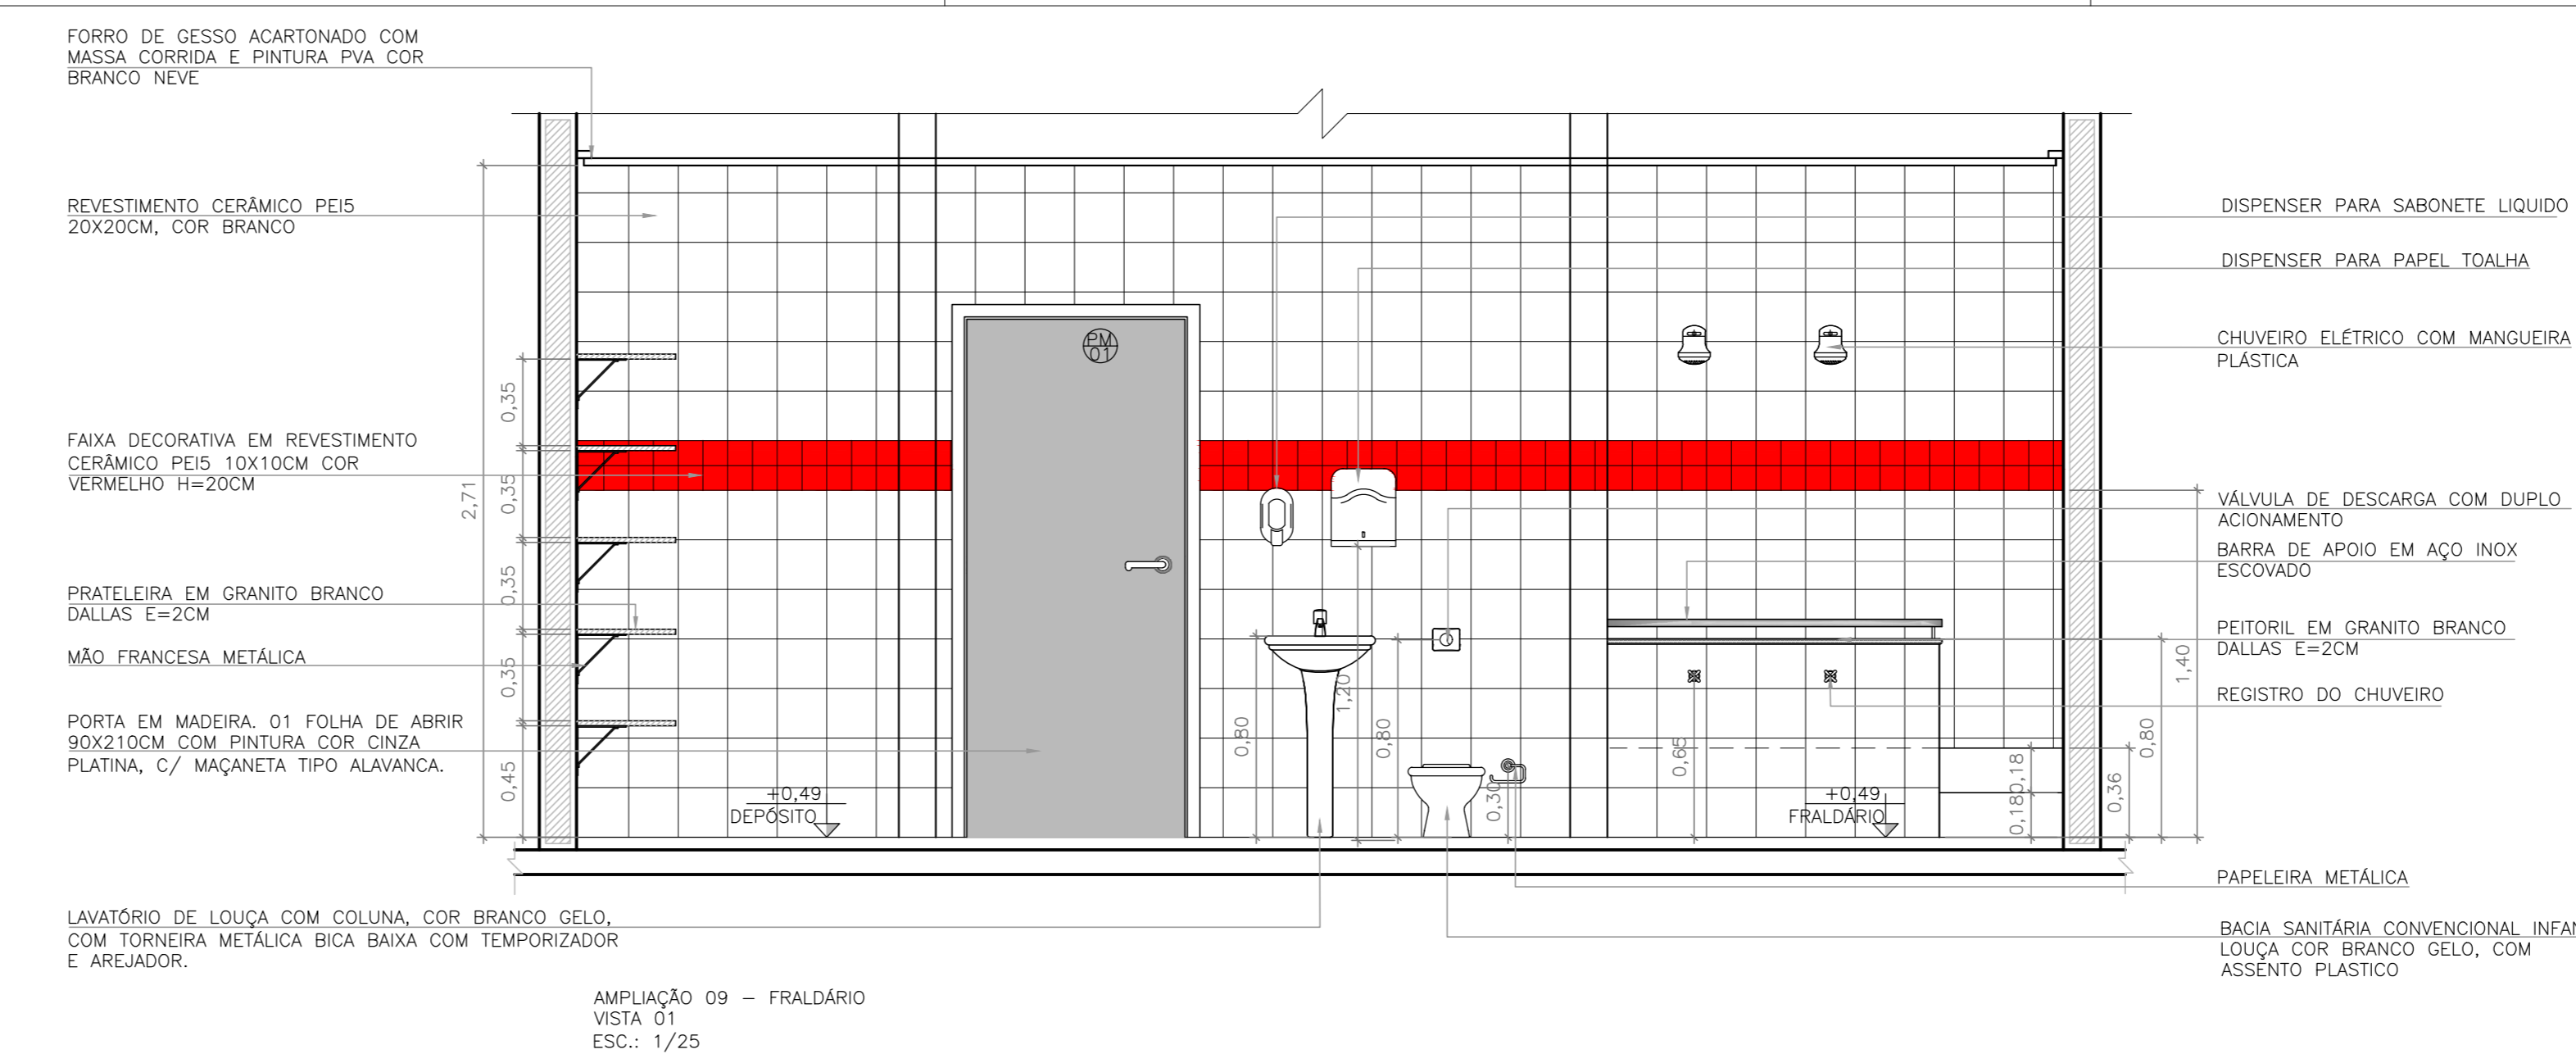 FORRO DE GESSO ACARTONADO COM
MASSA CORRIDA E PINTURA PVA COR
BRANCO NEVE
REVESTIMENTO CERÂMICO PEI5
20X20CM, COR BRANCO
FAIXA DECORATIVA EM REVESTIMENTO
CERÂMICO PEI5 10X10CM COR
VERMELHO H=20CM
PRATELEIRA EM GRANITO BRANCO
DALLAS E=2CM
MÃO FRANCESA METÁLICA
PORTA EM MADEIRA. 01 FOLHA DE ABRIR
90X210CM COM PINTURA COR CINZA
PLATINA, C/ MAÇANETA TIPO ALAVANCA.
LAVATÓRIO DE LOUÇA COM COLUNA, COR BRANCO GELO,
COM TORNEIRA METÁLICA BICA BAIXA COM TEMPORIZADOR
E AREJADOR.
2,71
0,35
0,35
0,35
0,35
0,45
PM
01
+0,49
DEPÓSITO
0,80
1,20
0,80
0,30
0,65
+0,49
FRALDÁRIO
0,18
0,18
0,36
0,80
1,40
DISPENSER PARA SABONETE LIQUIDO
DISPENSER PARA PAPEL TOALHA
CHUVEIRO ELÉTRICO COM MANGUEIRA
PLÁSTICA
VÁLVULA DE DESCARGA COM DUPLO
ACIONAMENTO
BARRA DE APOIO EM AÇO INOX
ESCOVADO
PEITORIL EM GRANITO BRANCO
DALLAS E=2CM
REGISTRO DO CHUVEIRO
PAPELEIRA METÁLICA
BACIA SANITÁRIA CONVENCIONAL
LOUÇA COR BRANCO GELO, COM
ASSENTO PLASTICO
AMPLIAÇÃO 09 – FRALDÁRIO
VISTA 01
ESC.: 1/25